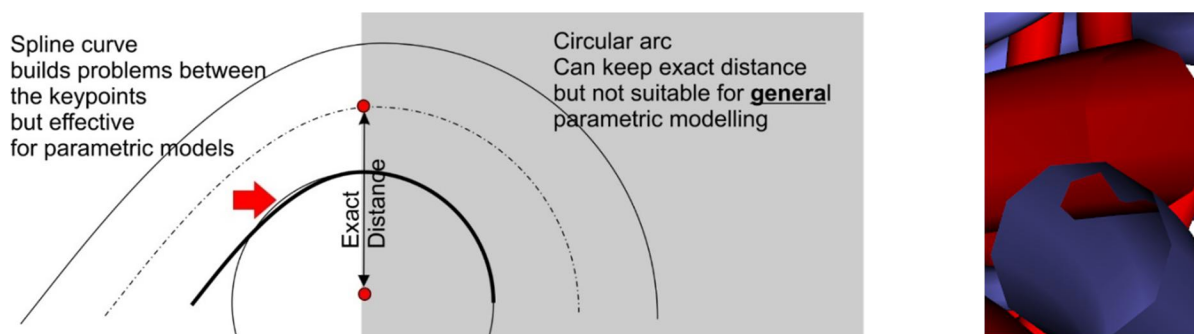 Spline curve
builds problems between
the keypoints
but effective
for parametric models
Circular arc
Can keep exact distance
but not suitable for general
parametric modelling
Exact
Distance